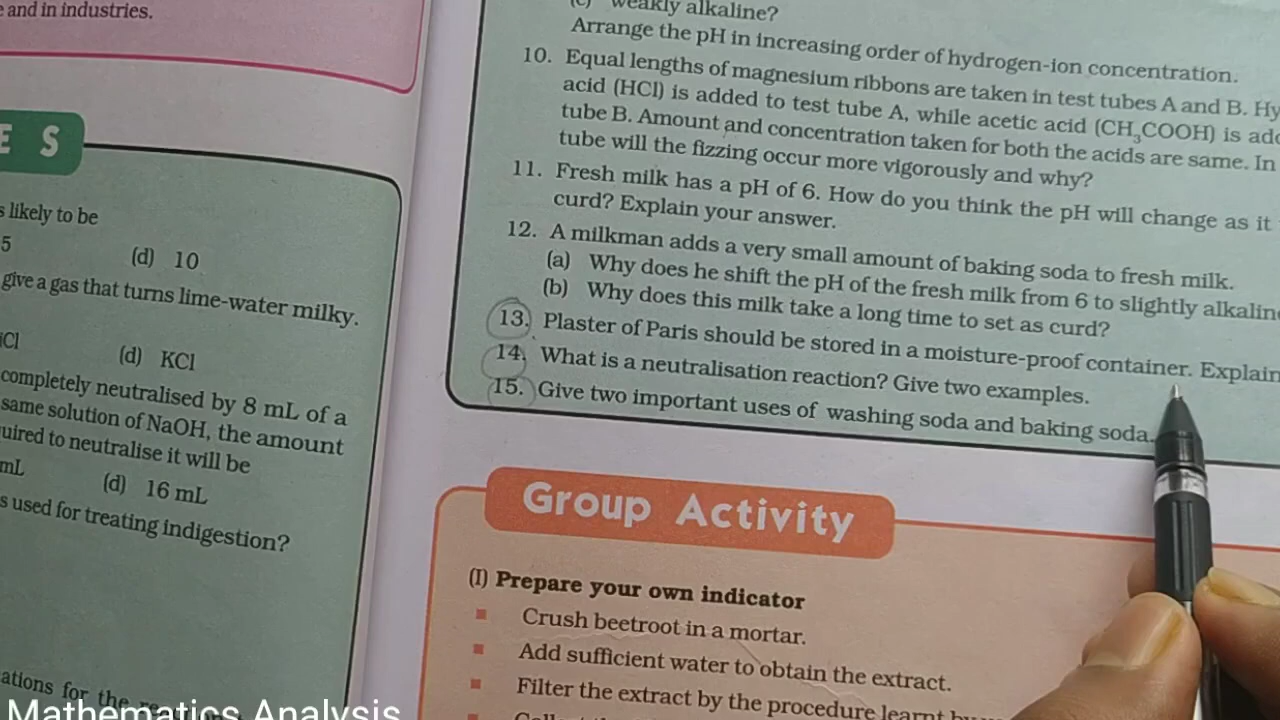 e and in industries.
E S
s likely to be
5 (d) 10
give a gas that turns lime-water milky.
Cl (d) KCl
completely neutralised by 8 mL of a
same solution of NaOH, the amount
uired to neutralise it will be
mL (d) 16 mL
s used for treating indigestion?
ations for the
(c) weakly alkaline?
Arrange the pH in increasing order of hydrogen-ion concentration.
10. Equal lengths of magnesium ribbons are taken in test tubes A and B. Hy
acid (HCl) is added to test tube A, while acetic acid (CH₃COOH) is ad
tube B. Amount and concentration taken for both the acids are same. In
tube will the fizzing occur more vigorously and why?
11. Fresh milk has a pH of 6. How do you think the pH will change as it
curd? Explain your answer.
12. A milkman adds a very small amount of baking soda to fresh milk.
(a) Why does he shift the pH of the fresh milk from 6 to slightly alkaline
(b) Why does this milk take a long time to set as curd?
13. Plaster of Paris should be stored in a moisture-proof container. Explain
14. What is a neutralisation reaction? Give two examples.
15. Give two important uses of washing soda and baking soda.
Group Activity
(I) Prepare your own indicator
■ Crush beetroot in a mortar.
■ Add sufficient water to obtain the extract.
■ Filter the extract by the procedure learnt
Mathematics Analysis